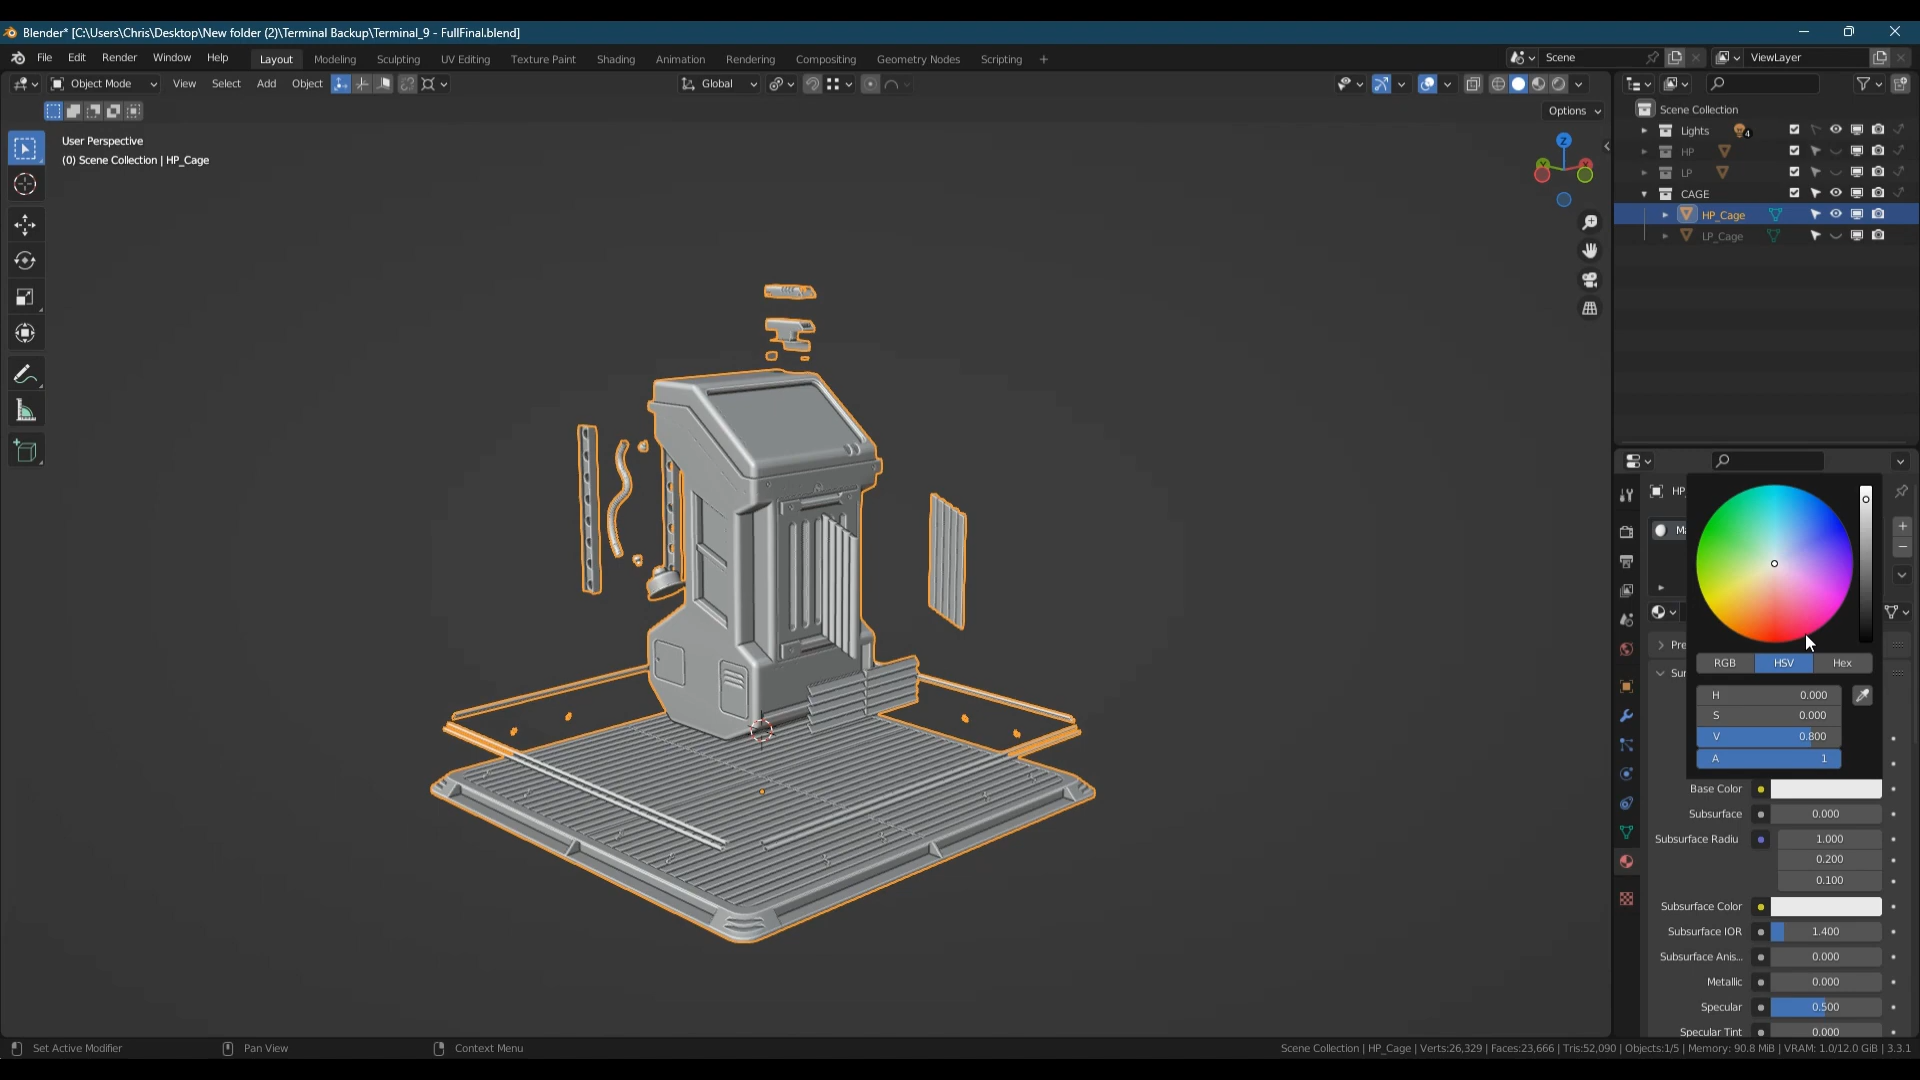 Blender* [C:\Users\Chris\Desktop\New folder (2)\Terminal Backup\Terminal_9 - FullFinal.blend]
File Edit Render Window Help Layout Modeling Sculpting UV Editing Texture Paint Shading Animation Rendering Compositing Geometry Nodes Scripting + Scene ViewLayer
Object Mode View Select Add Object Global
Options
User Perspective
(0) Scene Collection | HP_Cage
Z
Y
X
Scene Collection
Lights 4
HP
LP
CAGE
HP_Cage
LP_Cage
HP
Ma
Pre
Sur
RGB HSV Hex
H 0.000
S 0.000
V 0.800
A 1
Base Color
Subsurface 0.000
Subsurface Radiu 1.000
0.200
0.100
Subsurface Color
Subsurface IOR 1.400
Subsurface Anis... 0.000
Metallic 0.000
Specular 0.500
Specular Tint 0.000
Set Active Modifier Pan View Context Menu Scene Collection | HP_Cage | Verts:26,329 | Faces:23,666 | Tris:52,090 | Objects:1/5 | Memory: 90.8 MiB | VRAM: 1.0/12.0 GiB | 3.3.1